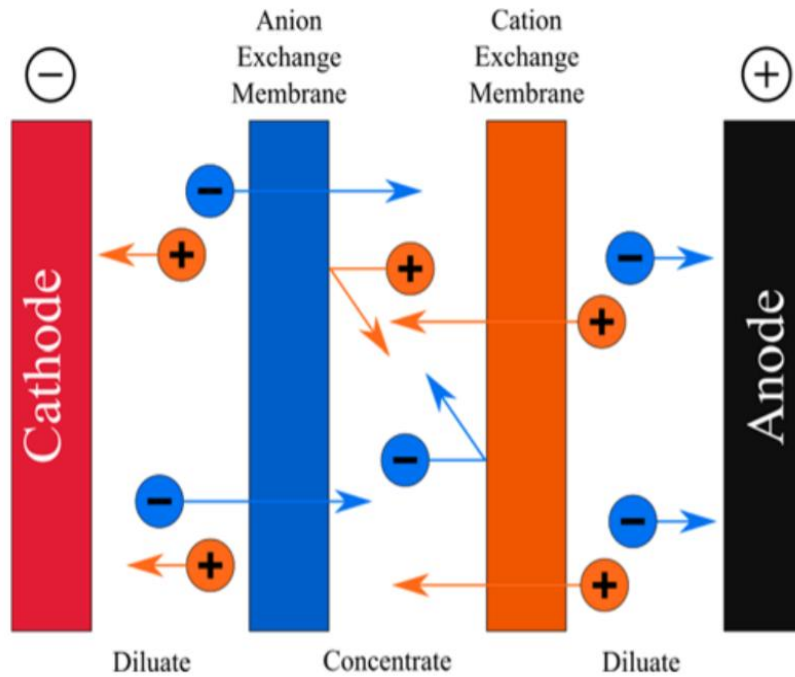 Anion
Exchange
Membrane
Cation
Exchange
Membrane
−
+
−
+
−
+
−
+
+
−
−
−
+
+
Cathode
Anode
Diluate
Concentrate
Diluate